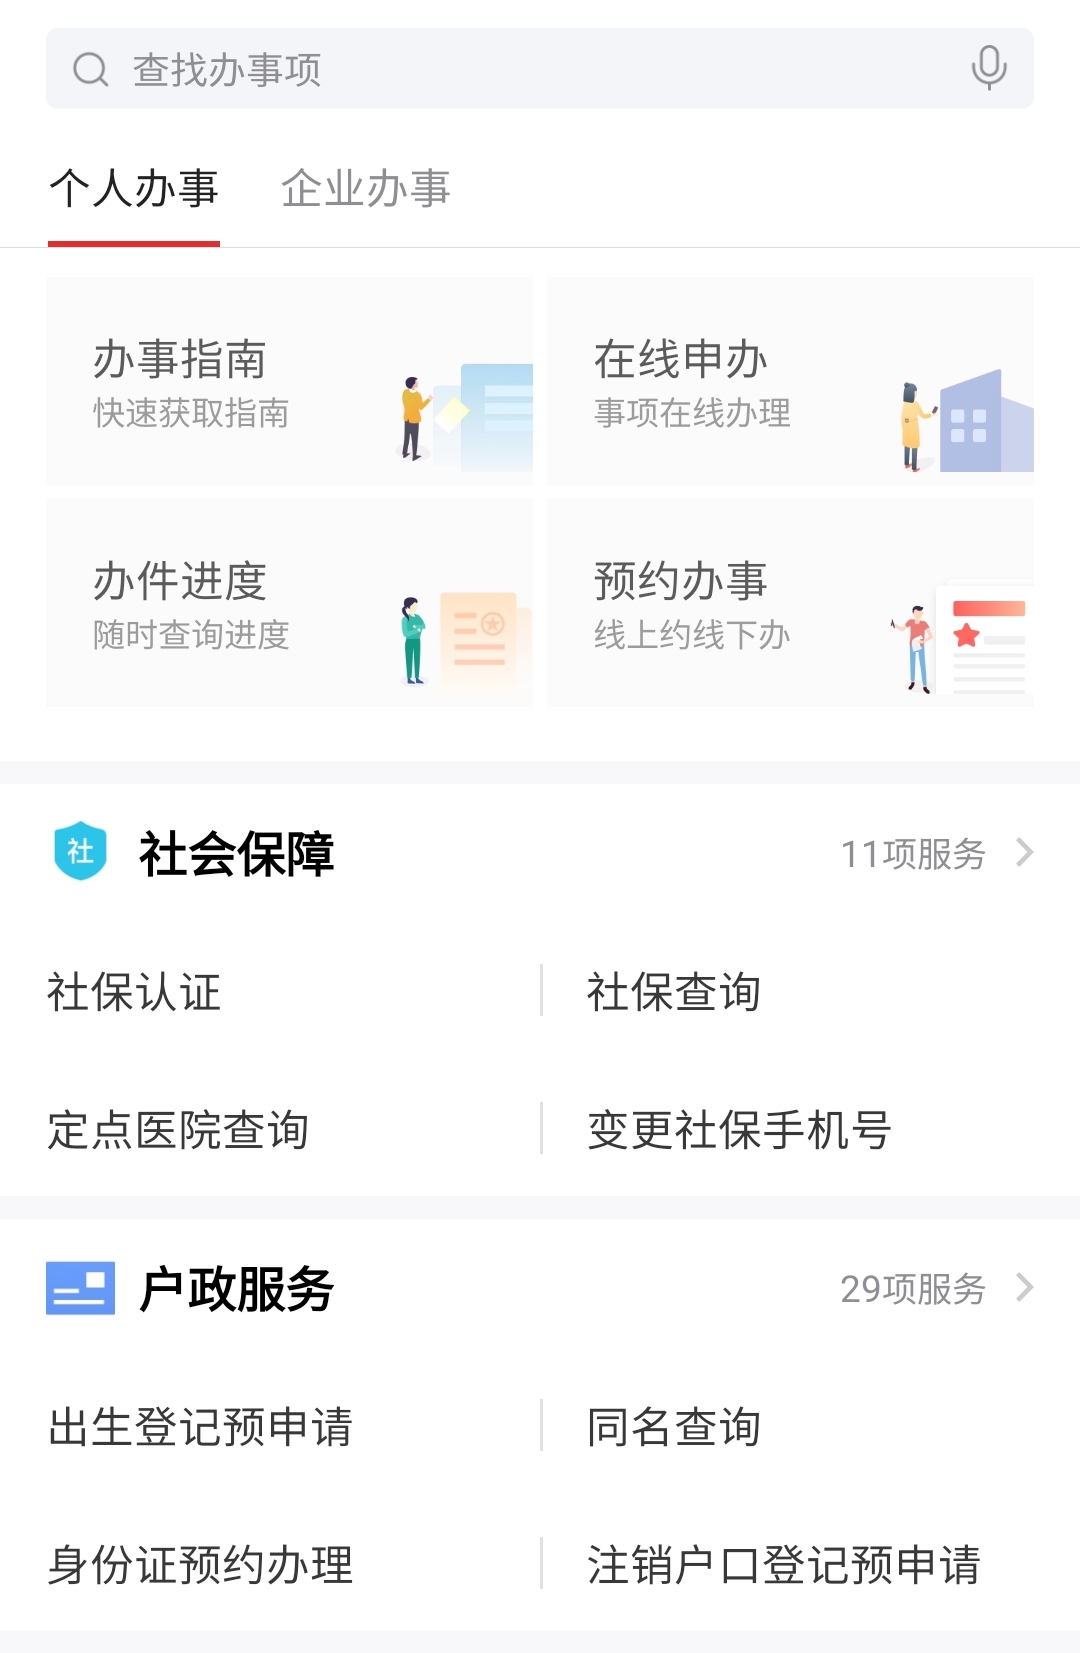 查找办事项
个人办事 企业办事
办事指南 在线申办
快速获取指南 事项在线办理
办件进度 预约办事
随时查询进度 线上约线下办
社 社会保障 11项服务
社保认证 社保查询
定点医院查询 变更社保手机号
户政服务 29项服务
出生登记预申请 同名查询
身份证预约办理 注销户口登记预申请